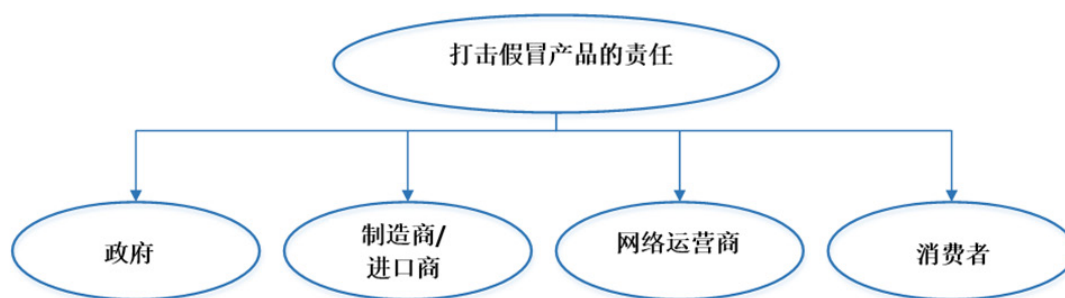 打击假冒产品的责任
政府
制造商/
进口商
网络运营商
消费者